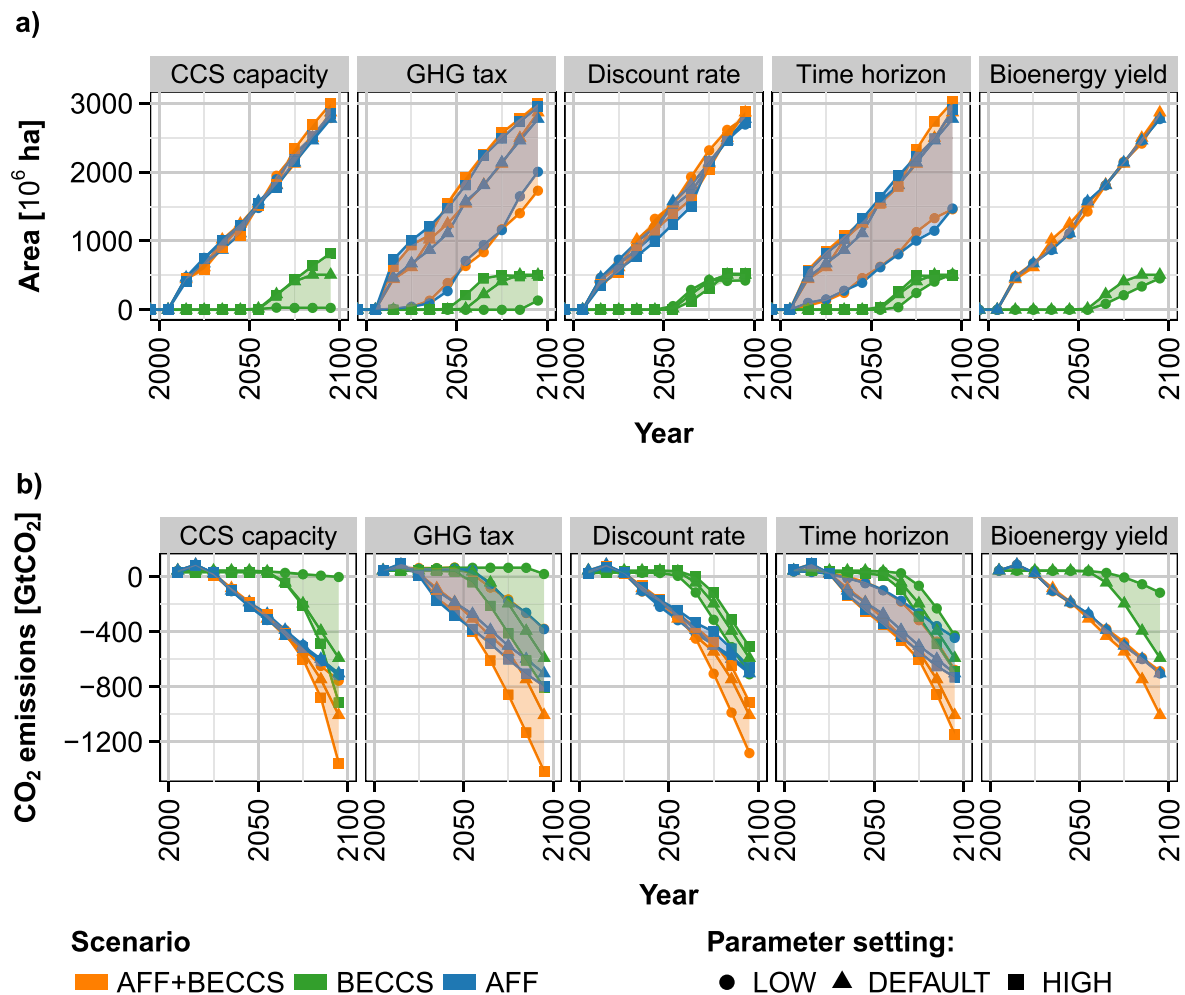 a)
CCS capacity GHG tax Discount rate Time horizon Bioenergy yield
Area [10⁶ ha]
3000
2000
1000
0
2000 2050 2100 2000 2050 2100 2000 2050 2100 2000 2050 2100 2000 2050 2100
Year
b)
CCS capacity GHG tax Discount rate Time horizon Bioenergy yield
CO₂ emissions [GtCO₂]
0
−400
−800
−1200
2000 2050 2100 2000 2050 2100 2000 2050 2100 2000 2050 2100 2000 2050 2100
Year
Scenario
AFF+BECCS BECCS AFF
Parameter setting:
LOW DEFAULT HIGH